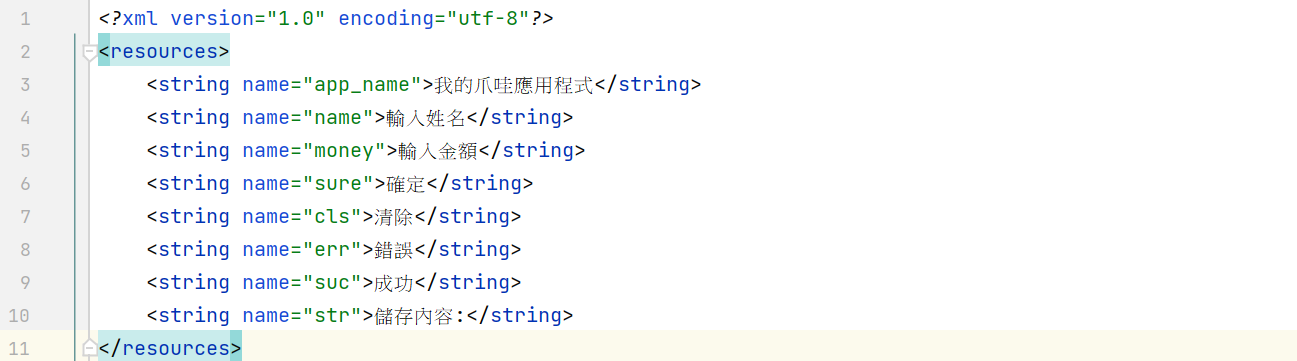 1 <?xml version="1.0" encoding="utf-8"?>
2 <resources>
3 <string name="app_name">我的爪哇應用程式</string>
4 <string name="name">輸入姓名</string>
5 <string name="money">輸入金額</string>
6 <string name="sure">確定</string>
7 <string name="cls">清除</string>
8 <string name="err">錯誤</string>
9 <string name="suc">成功</string>
10 <string name="str">儲存內容:</string>
11 </resources>